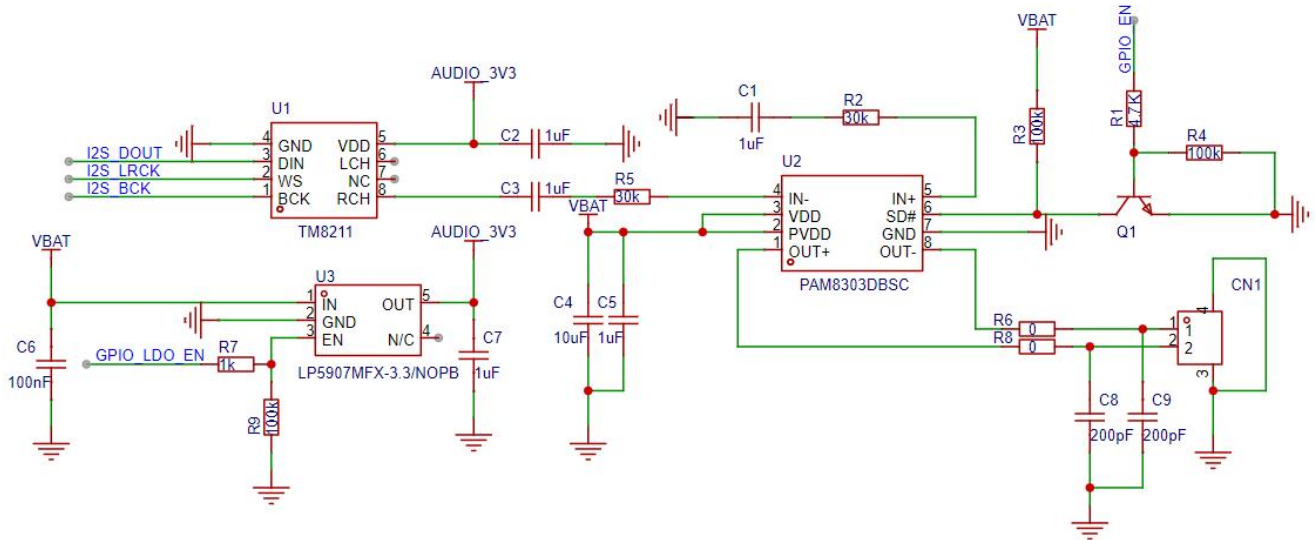 VBAT
GPIO_EN
AUDIO_3V3
C1
1uF
R2
30k
R3
100k
R1
4.7K
R4
100k
U1
4 GND VDD 5
3 DIN LCH 6
2 WS NC 7
1 BCK RCH 8
TM8211
I2S_DOUT
I2S_LRCK
I2S_BCK
C2 1uF
C3 1uF
R5
30k
U2
4 IN- IN+ 5
3 VDD SD# 6
2 PVDD GND 7
1 OUT+ OUT- 8
PAM8303DBSC
Q1
VBAT
VBAT
AUDIO_3V3
U3
1 IN OUT 5
2 GND
3 EN N/C 4
LP5907MFX-3.3/NOPB
C6
100nF
GPIO_LDO_EN
R7
1k
R9
100k
C7
1uF
C4
10uF
C5
1uF
R6
0
R8
0
CN1
4
1 1
2 2
3
C8
200pF
C9
200pF